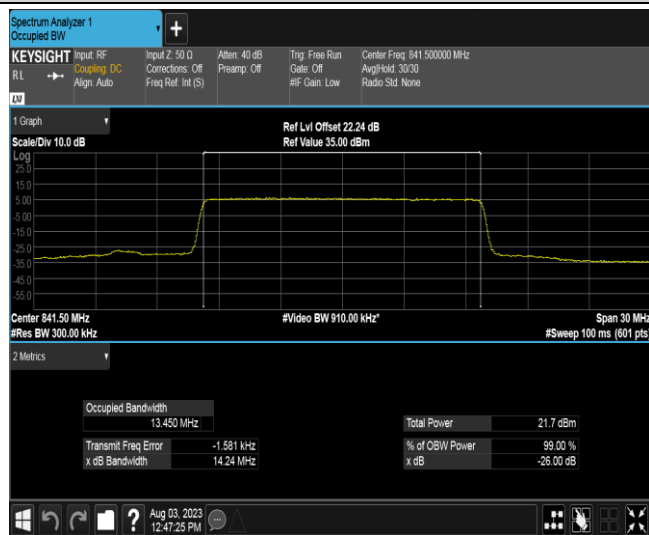 Spectrum Analyzer 1
Occupied BW
+
KEYSIGHT Input: RF Input Z: 50 Ω Atten: 40 dB Trig: Free Run Center Freq: 841.500000 MHz
RL Coupling: DC Corrections: Off Preamp: Off Gate: Off Avg|Hold: 30/30
Align: Auto Freq Ref: Int (S) #IF Gain: Low Radio Std: None
LXI
1 Graph
Ref Lvl Offset 22.24 dB
Scale/Div 10.0 dB Ref Value 35.00 dBm
Log
25.0
15.0
5.00
-5.00
-15.0
-25.0
-35.0
-45.0
-55.0
Center 841.50 MHz #Video BW 910.00 kHz* Span 30 MHz
#Res BW 300.00 kHz #Sweep 100 ms (601 pts)
2 Metrics
Occupied Bandwidth
13.450 MHz Total Power 21.7 dBm
Transmit Freq Error -1.581 kHz % of OBW Power 99.00 %
x dB Bandwidth 14.24 MHz x dB -26.00 dB
? Aug 03, 2023
12:47:25 PM